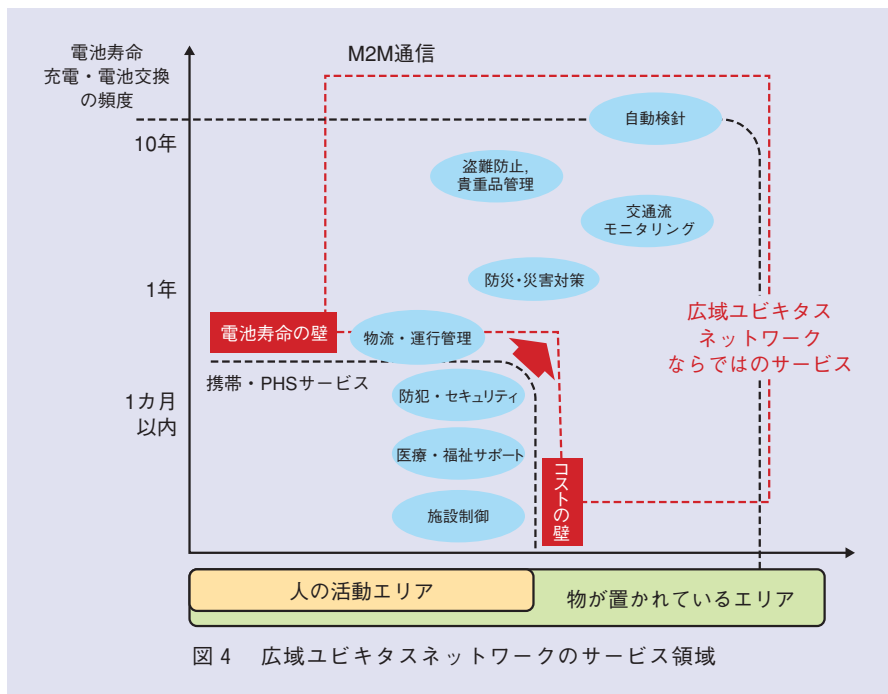 電池寿命
充電・電池交換
の頻度
M2M通信
10年
自動検針
盗難防止,
貴重品管理
交通流
モニタリング
1年
防災・災害対策
広域ユビキタス
ネットワーク
ならではのサービス
電池寿命の壁
物流・運行管理
携帯・PHSサービス
1カ月
以内
防犯・セキュリティ
医療・福祉サポート
コストの壁
施設制御
人の活動エリア
物が置かれているエリア
図4 広域ユビキタスネットワークのサービス領域